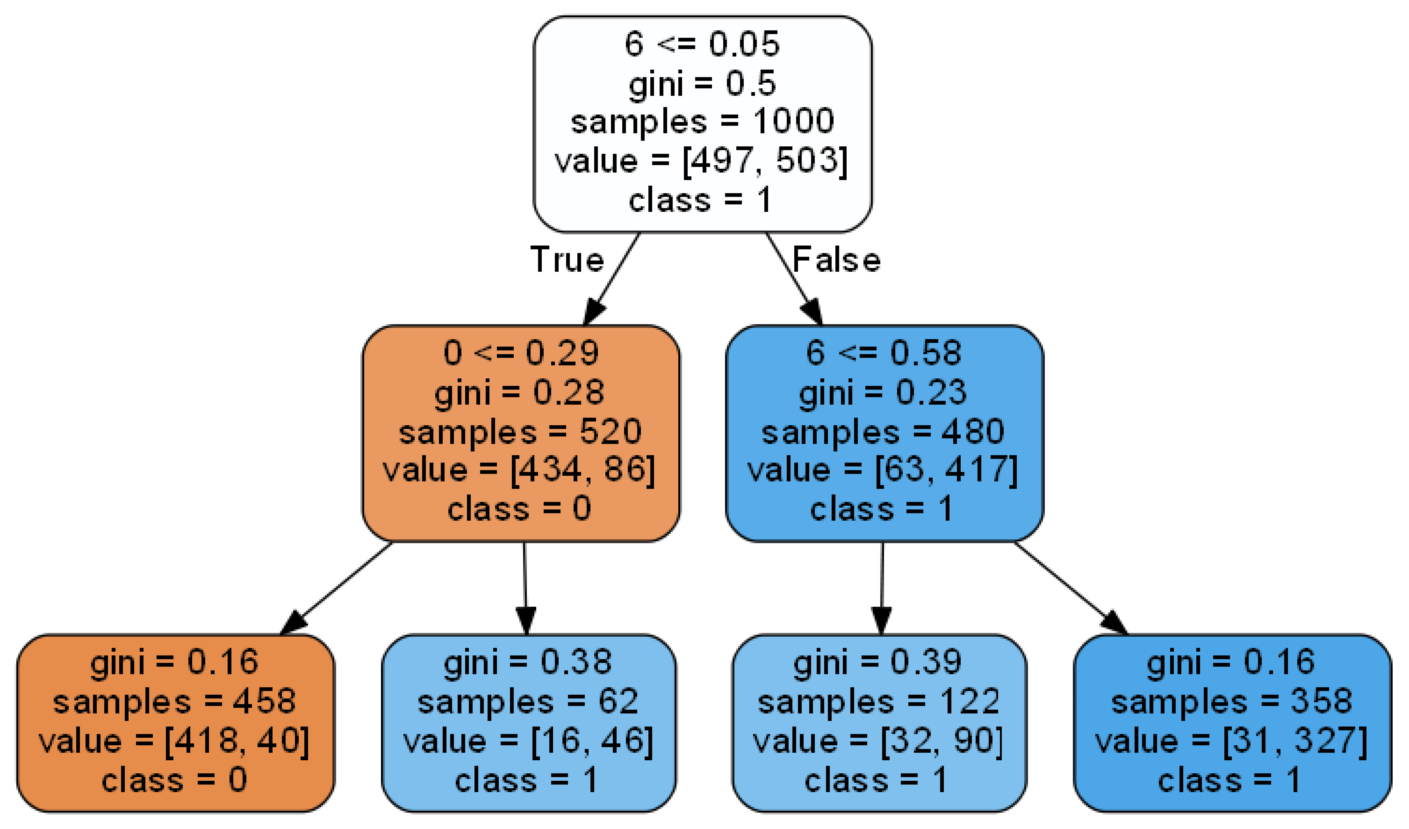 6 <= 0.05
gini = 0.5
samples = 1000
value = [497, 503]
class = 1
True
False
0 <= 0.29
gini = 0.28
samples = 520
value = [434, 86]
class = 0
6 <= 0.58
gini = 0.23
samples = 480
value = [63, 417]
class = 1
gini = 0.16
samples = 458
value = [418, 40]
class = 0
gini = 0.38
samples = 62
value = [16, 46]
class = 1
gini = 0.39
samples = 122
value = [32, 90]
class = 1
gini = 0.16
samples = 358
value = [31, 327]
class = 1